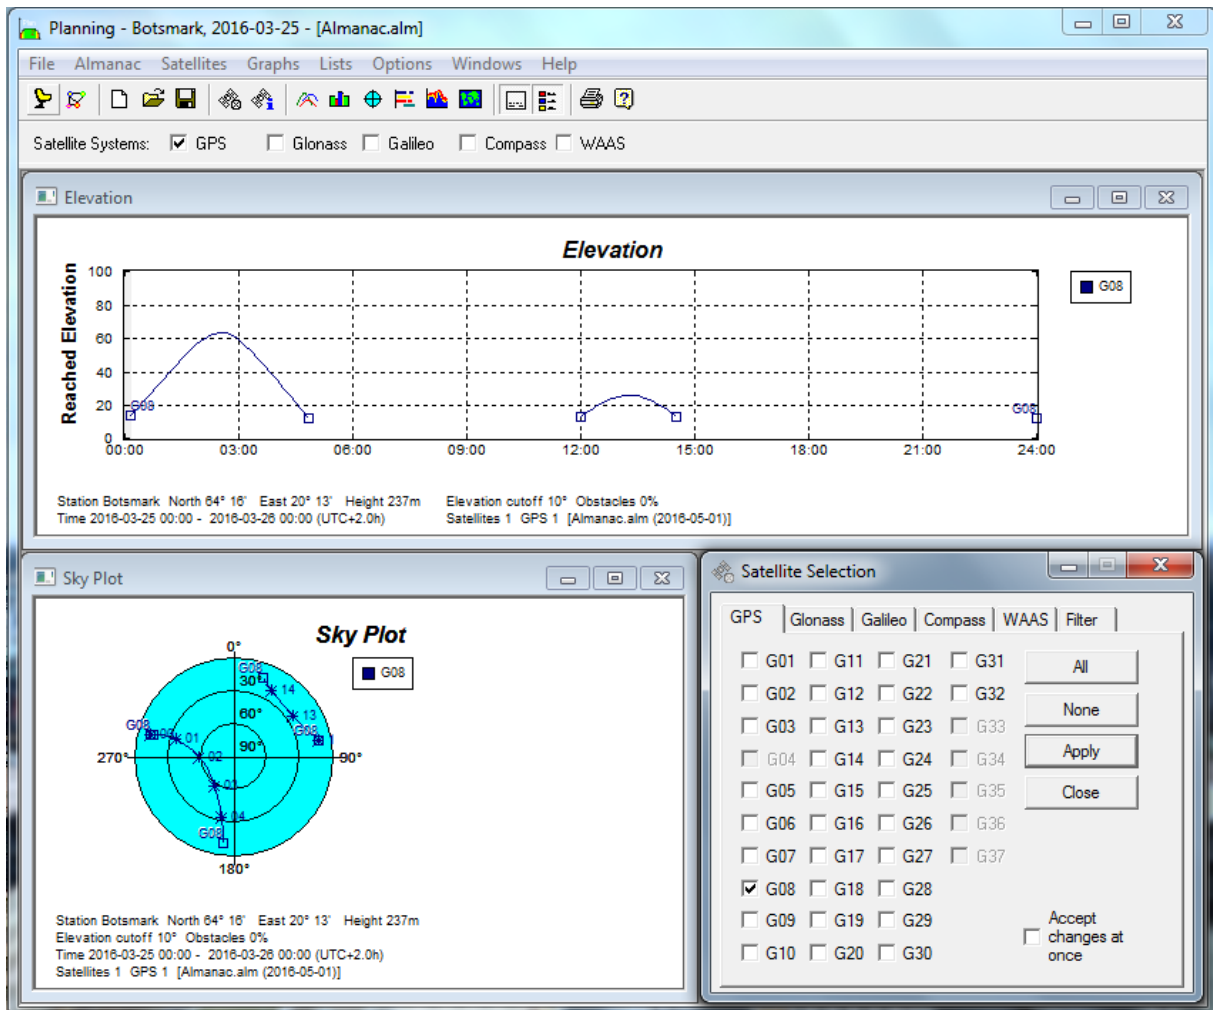 Planning - Botsmark, 2016-03-25 - [Almanac.alm]
File Almanac Satellites Graphs Lists Options Windows Help
Satellite Systems: GPS Glonass Galileo Compass WAAS
Elevation
Elevation
Reached Elevation
100
80
60
40
20
0
G08
G08
G08
00:00 03:00 06:00 09:00 12:00 15:00 18:00 21:00 24:00
Station Botsmark North 64° 16' East 20° 13' Height 237m Elevation cutoff 10° Obstacles 0%
Time 2016-03-25 00:00 - 2016-03-26 00:00 (UTC+2.0h) Satellites 1 GPS 1 [Almanac.alm (2016-05-01)]
Sky Plot
Sky Plot
G08
0°
30°
60°
90°
270°
90°
180°
G08
14
13
G08
G08
00
01
02
03
04
G08
Station Botsmark North 64° 16' East 20° 13' Height 237m
Elevation cutoff 10° Obstacles 0%
Time 2016-03-25 00:00 - 2016-03-26 00:00 (UTC+2.0h)
Satellites 1 GPS 1 [Almanac.alm (2016-05-01)]
Satellite Selection
GPS Glonass Galileo Compass WAAS Filter
G01 G11 G21 G31 All
G02 G12 G22 G32 None
G03 G13 G23 G33
G04 G14 G24 G34 Apply
G05 G15 G25 G35 Close
G06 G16 G26 G36
G07 G17 G27 G37
G08 G18 G28
G09 G19 G29
G10 G20 G30
Accept
changes at
once